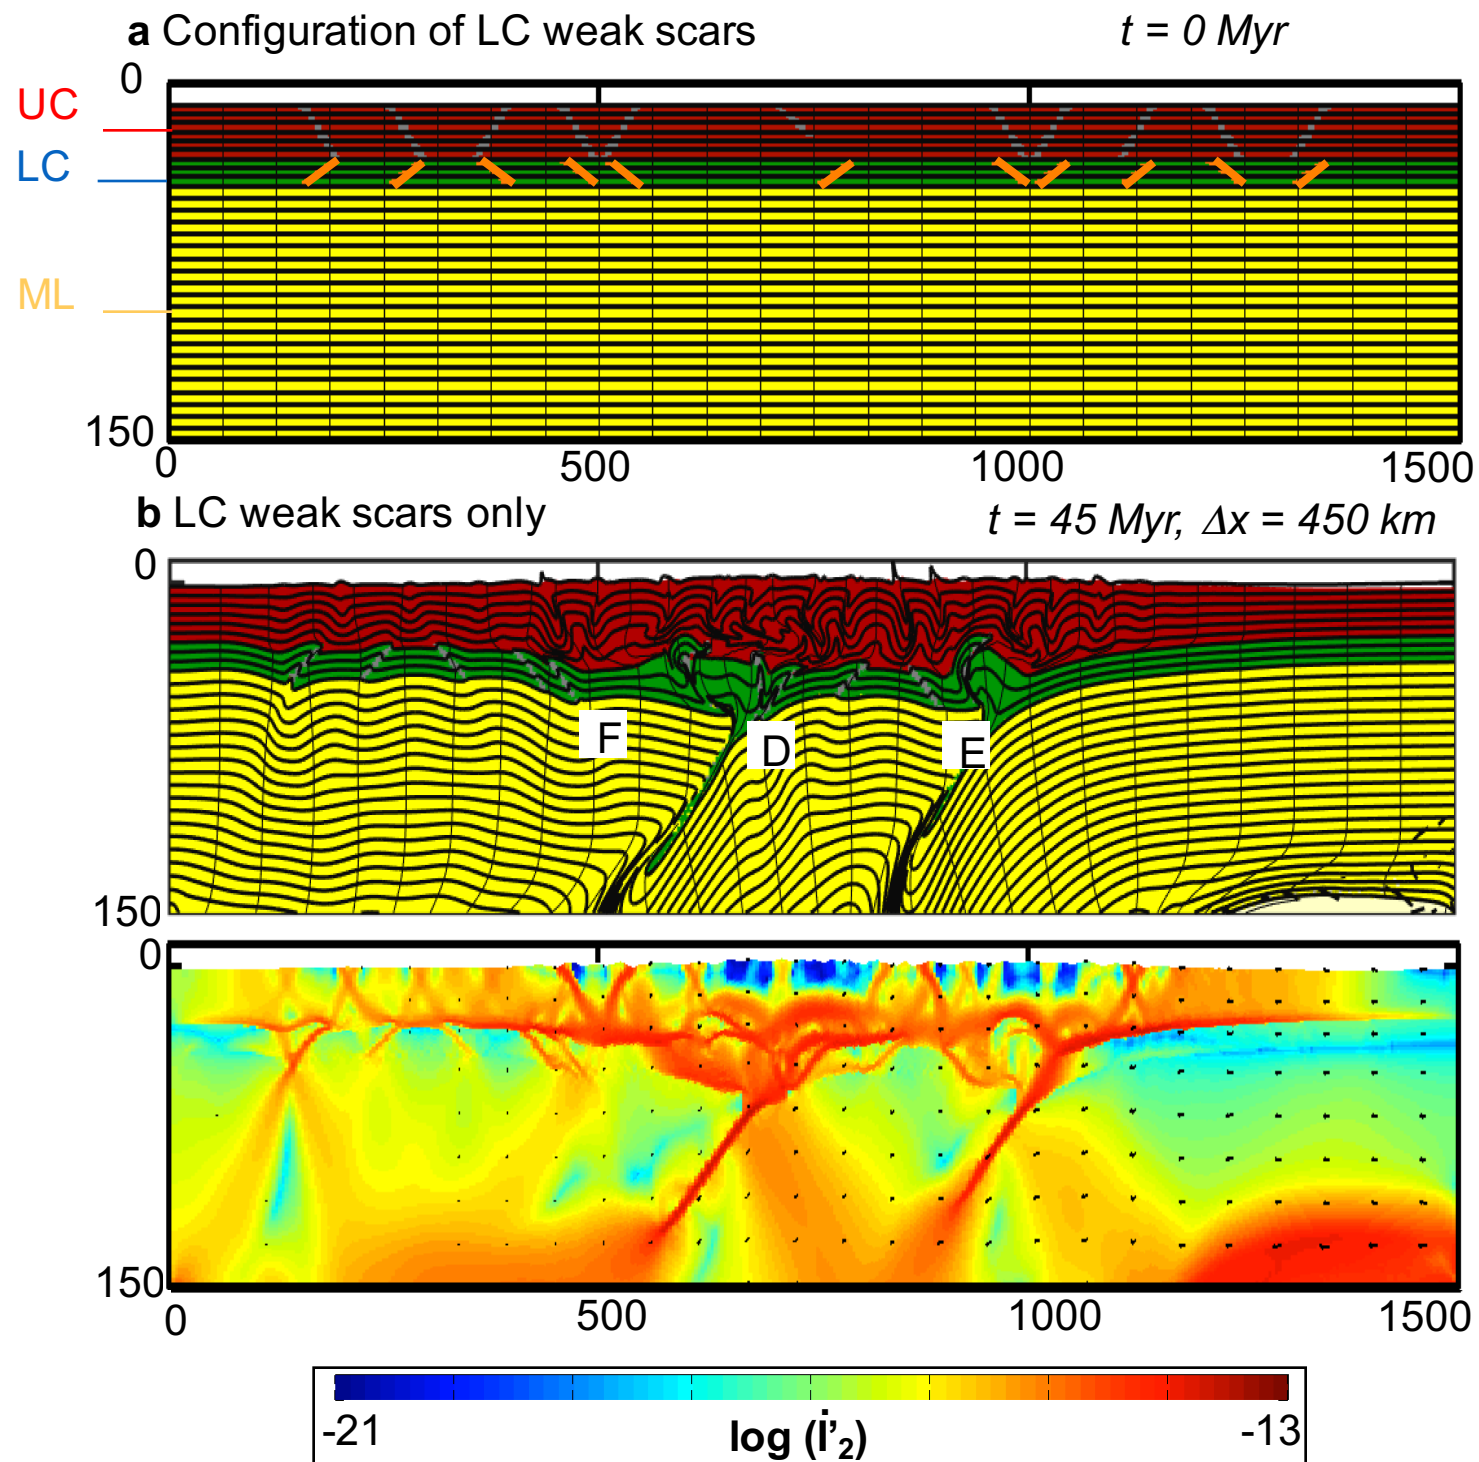 a Configuration of LC weak scars
t = 0 Myr
0
UC
LC
ML
150
0 500 1000 1500
b LC weak scars only
t = 45 Myr, Δx = 450 km
0
F D E
150
0
150
0 500 1000 1500
-21 -13
log (İ'₂)